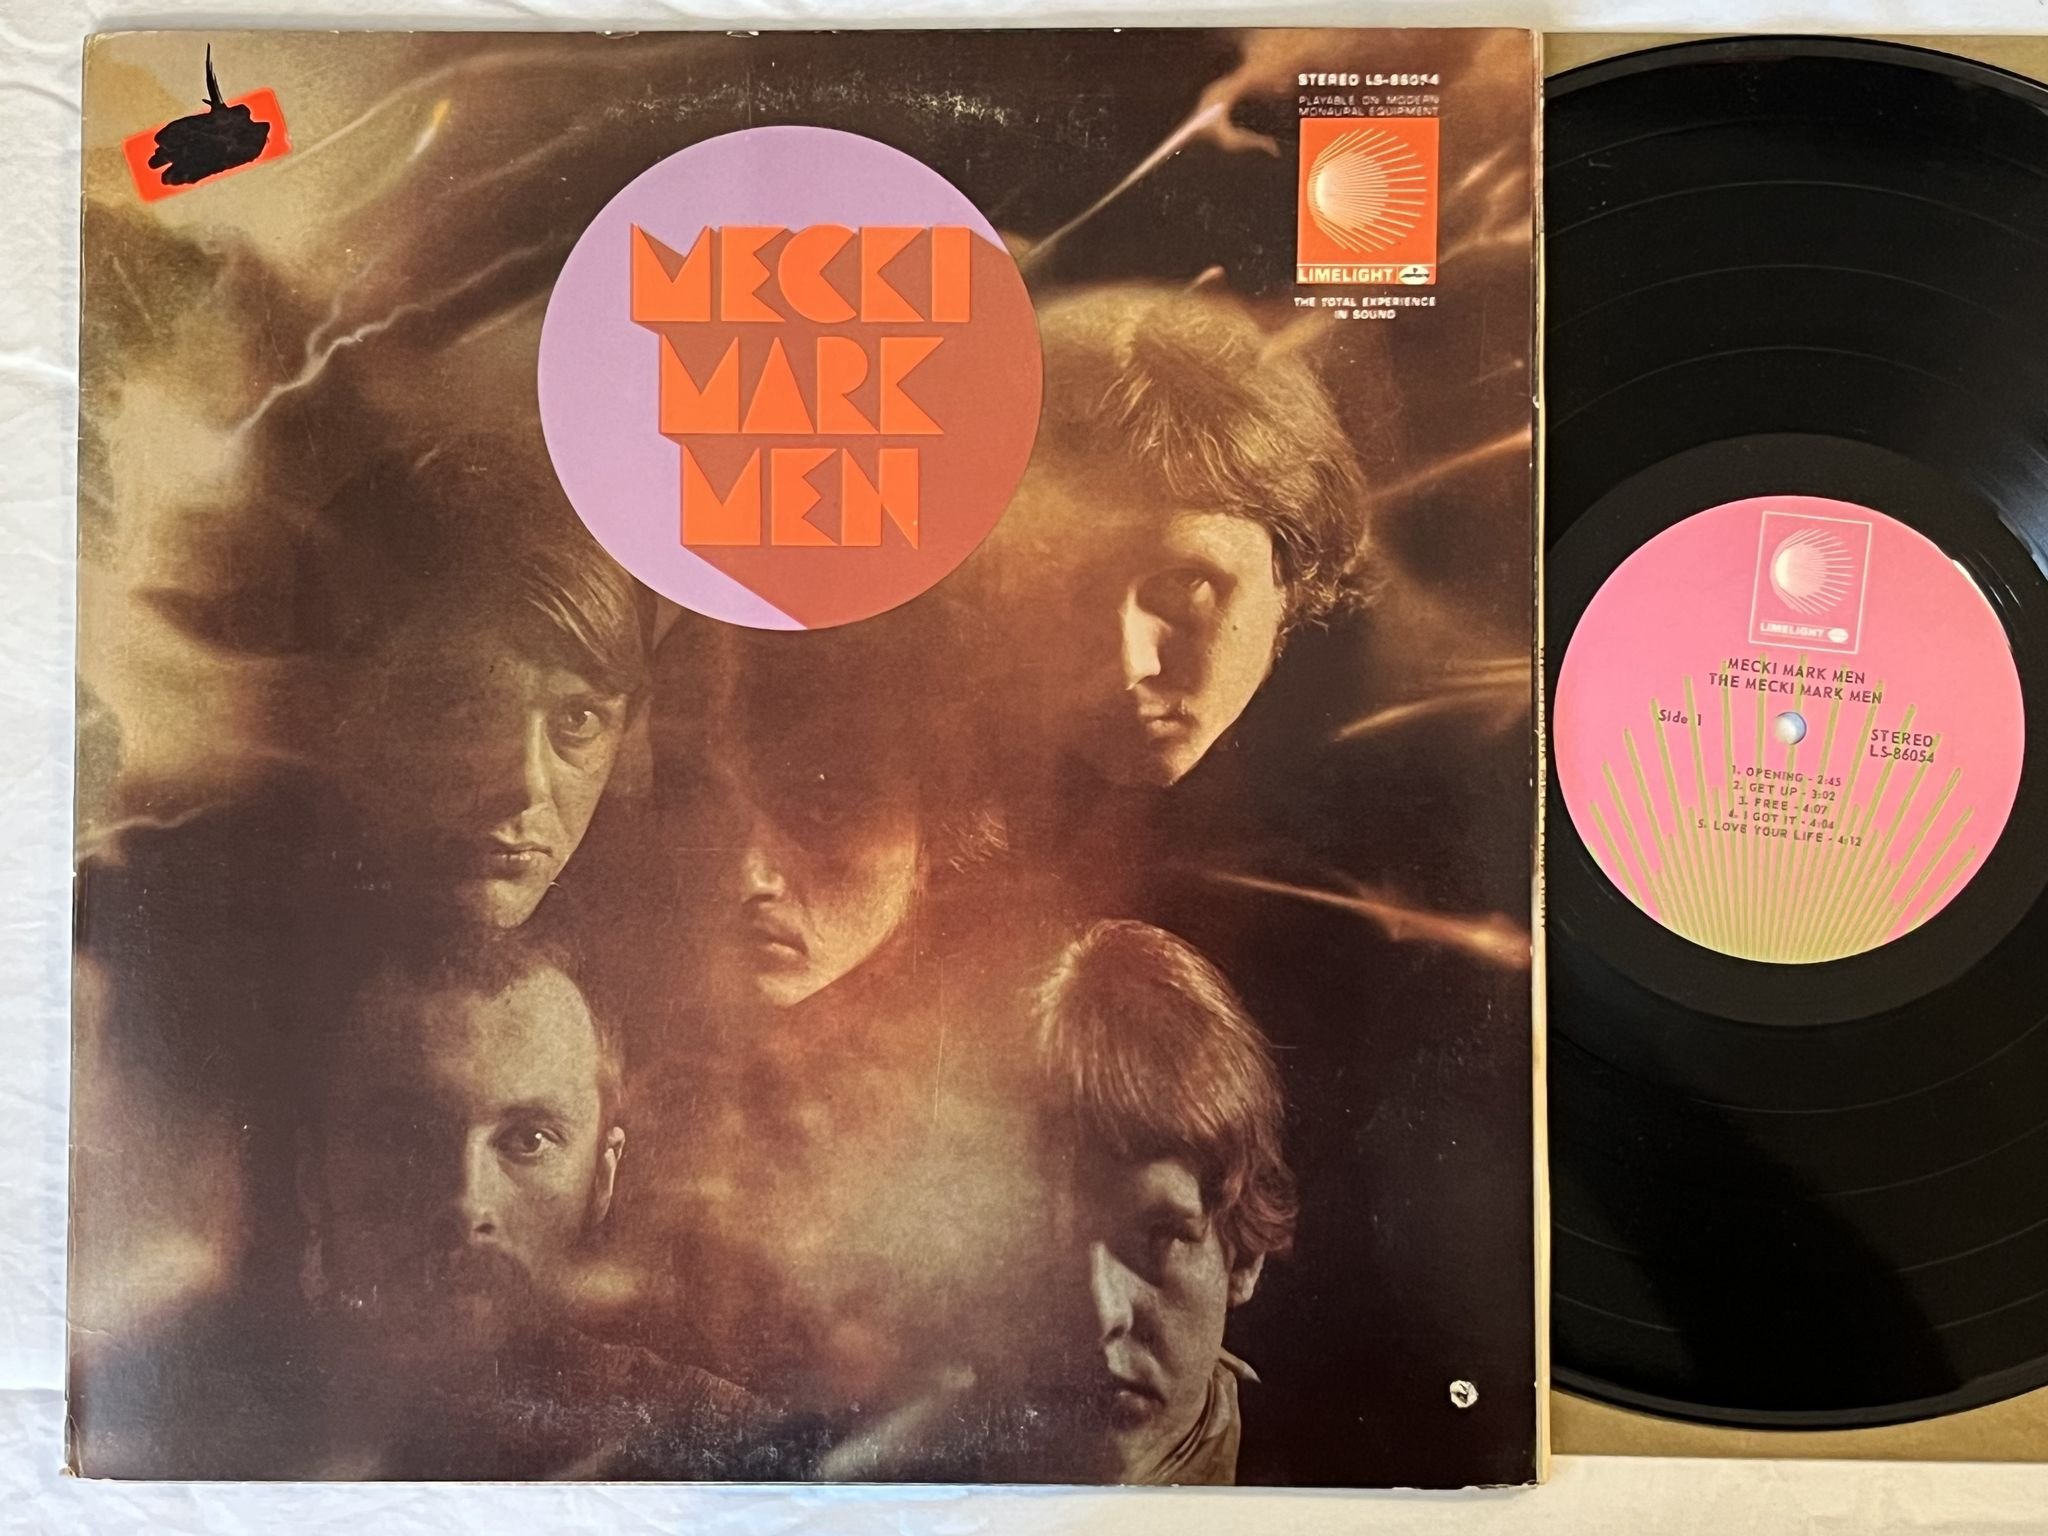 MECKI
MARK
MEN
STEREO LS-86054
PLAYABLE ON MODERN
MONAURAL EQUIPMENT
LIMELIGHT
THE TOTAL EXPERIENCE
IN SOUND
LIMELIGHT
MECKI MARK MEN
THE MECKI MARK MEN
Side 1
STEREO
LS-86054
1. OPENING - 2:45
2. GET UP - 3:02
3. FREE - 4:07
4. I GOT IT - 4:04
5. LOVE YOUR LIFE - 4:12